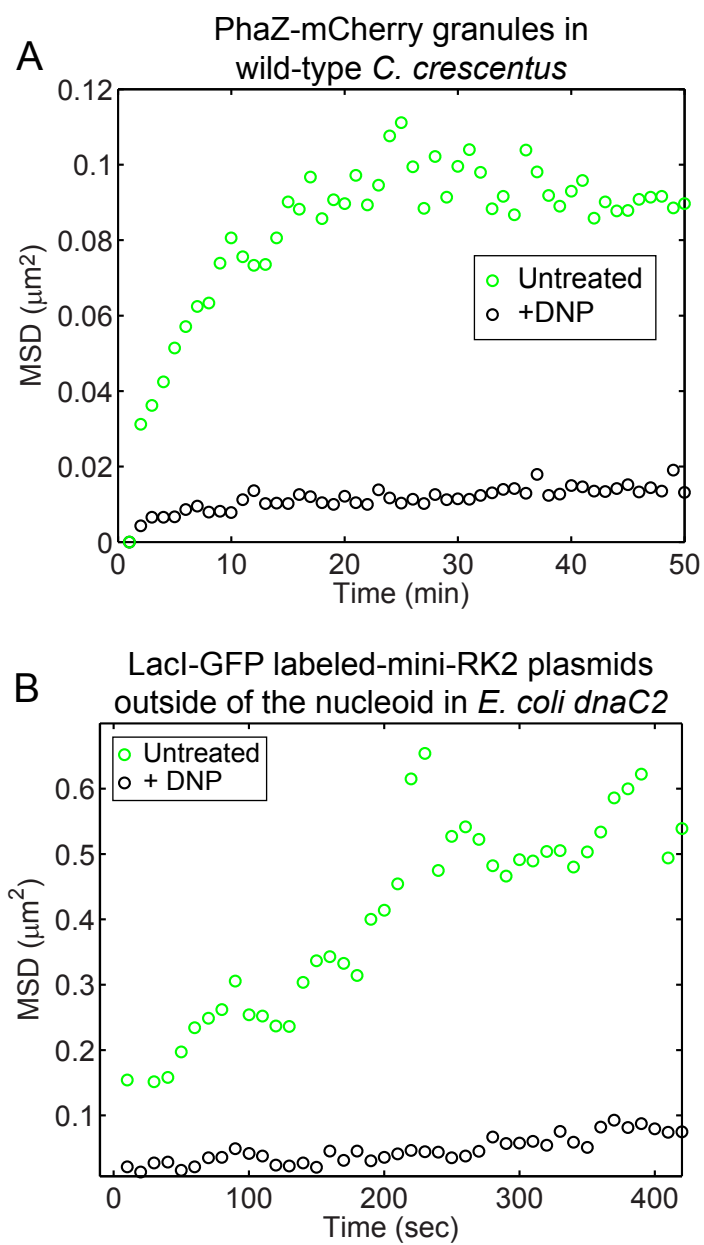 A
PhaZ-mCherry granules in
wild-type C. crescentus
0.12
0.1
0.08
0.06
0.04
0.02
0
MSD (μm²)
Untreated
+DNP
0 10 20 30 40 50
Time (min)
B
LacI-GFP labeled-mini-RK2 plasmids
outside of the nucleoid in E. coli dnaC2
Untreated
+ DNP
0.6
0.5
0.4
0.3
0.2
0.1
MSD (μm²)
0 100 200 300 400
Time (sec)